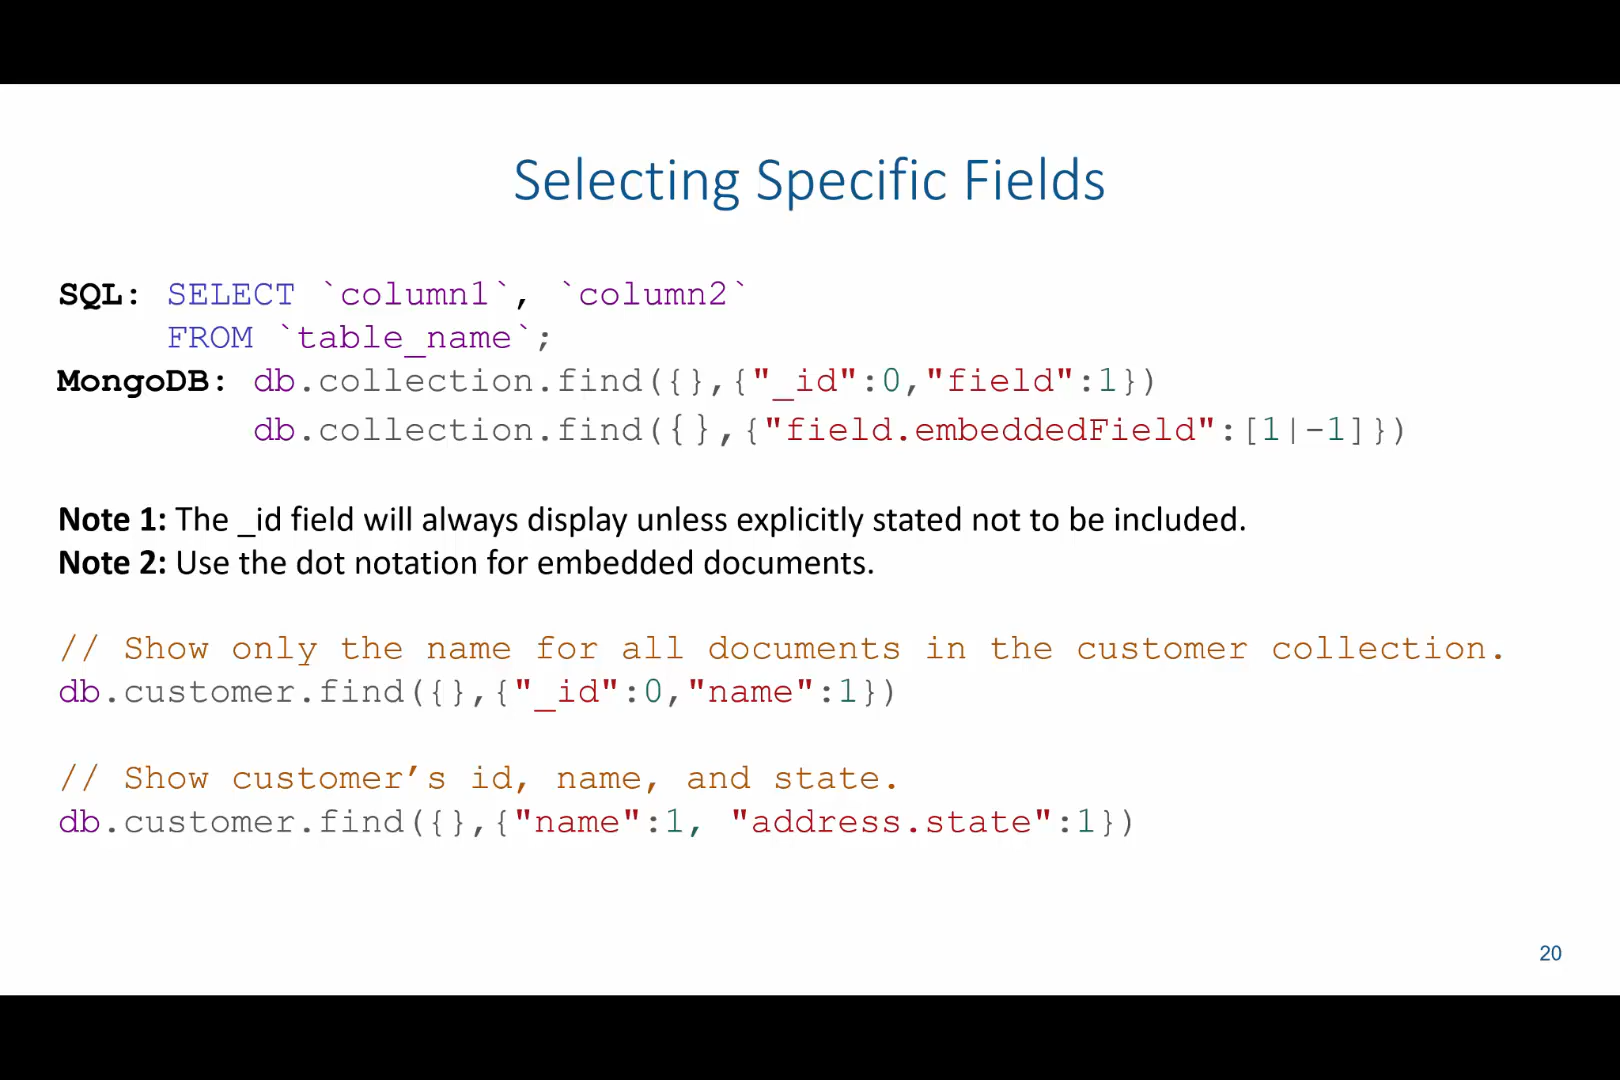 Selecting Specific Fields
SQL: SELECT `column1`, `column2`
FROM `table_name`;
MongoDB: db.collection.find({},{"_id":0,"field":1})
db.collection.find({},{"field.embeddedField":[1|-1]})
Note 1: The _id field will always display unless explicitly stated not to be included.
Note 2: Use the dot notation for embedded documents.
// Show only the name for all documents in the customer collection.
db.customer.find({},{"_id":0,"name":1})
// Show customer’s id, name, and state.
db.customer.find({},{"name":1, "address.state":1})
20